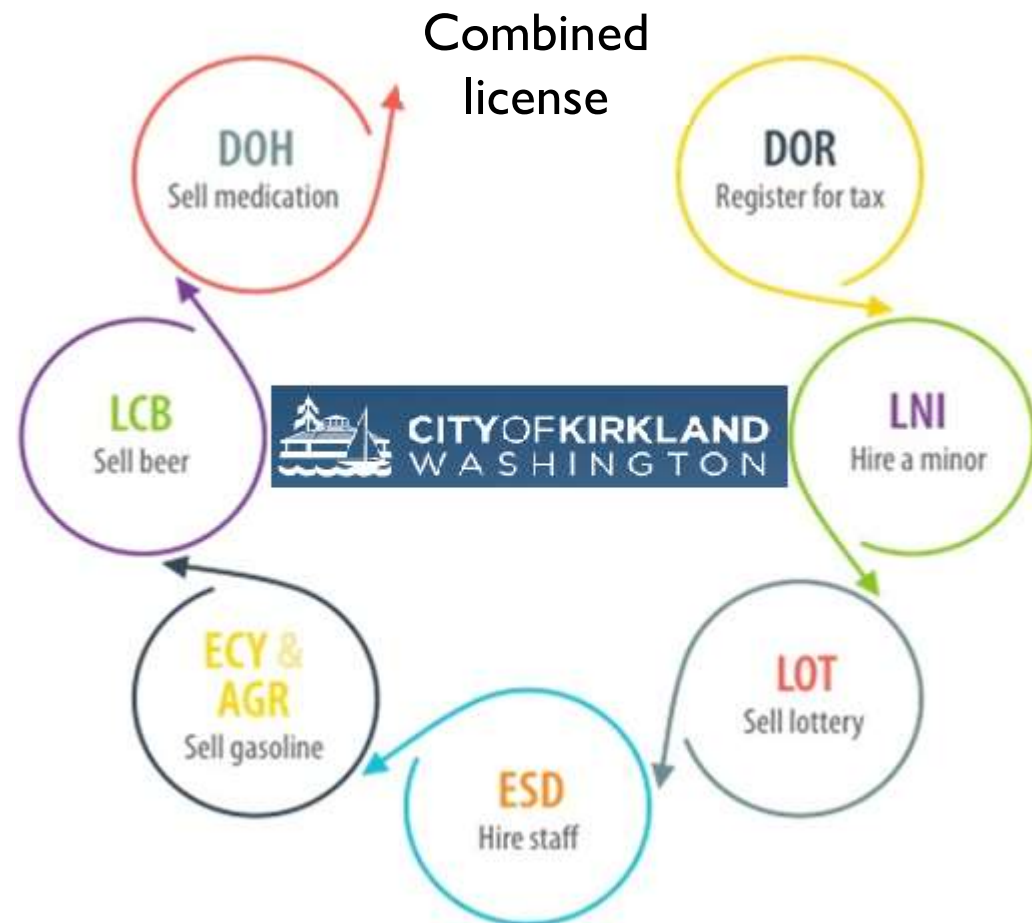 Combined
license
DOH
Sell medication
DOR
Register for tax
LCB
Sell beer
CITYOFKIRKLAND
WASHINGTON
LNI
Hire a minor
ECY &
AGR
Sell gasoline
LOT
Sell lottery
ESD
Hire staff